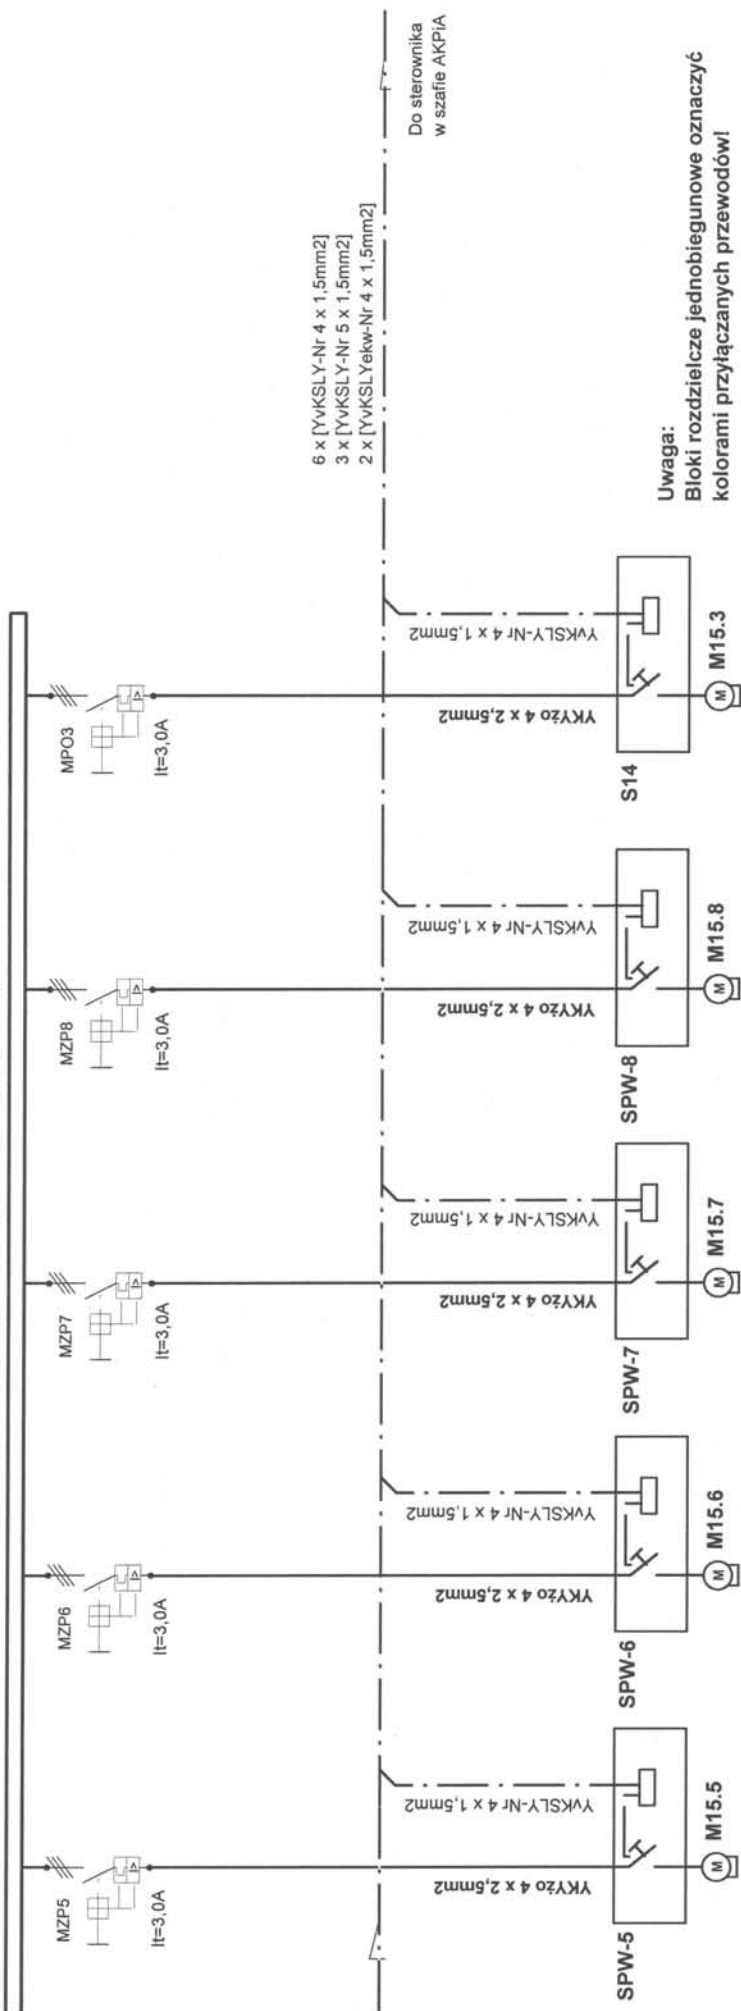 MZP5
It=3,0A
MZP6
It=3,0A
MZP7
It=3,0A
MZP8
It=3,0A
MPO3
It=3,0A
6 x [YvKSLY-Nr 4 x 1,5mm2]
3 x [YvKSLY-Nr 5 x 1,5mm2]
2 x [YvKSLYekw-Nr 4 x 1,5mm2]
Do sterownika
w szafie AKPiA
YKYżo 4 x 2,5mm2
YvKSLY-Nr 4 x 1,5mm2
YKYżo 4 x 2,5mm2
YvKSLY-Nr 4 x 1,5mm2
YKYżo 4 x 2,5mm2
YvKSLY-Nr 4 x 1,5mm2
YKYżo 4 x 2,5mm2
YvKSLY-Nr 4 x 1,5mm2
YKYżo 4 x 2,5mm2
YvKSLY-Nr 4 x 1,5mm2
SPW-5
M
M15.5
SPW-6
M
M15.6
SPW-7
M
M15.7
SPW-8
M
M15.8
S14
M
M15.3
Uwaga:
Bloki rozdzielcze jednobiegunowe oznaczyć
kolorami przyłączanych przewodów!